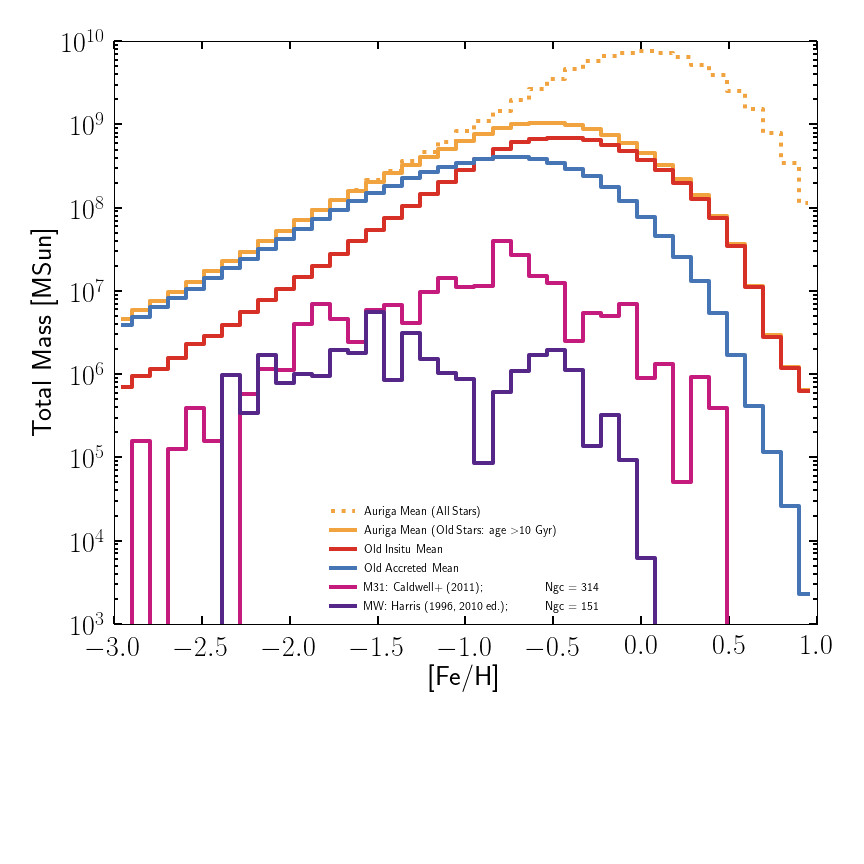 10^10
10^9
10^8
10^7
10^6
10^5
10^4
10^3
Total Mass [MSun]
Auriga Mean (All Stars)
Auriga Mean (Old Stars: age >10 Gyr)
Old Insitu Mean
Old Accreted Mean
M31: Caldwell+ (2011); Ngc = 314
MW: Harris (1996, 2010 ed.); Ngc = 151
−3.0 −2.5 −2.0 −1.5 −1.0 −0.5 0.0 0.5 1.0
[Fe/H]